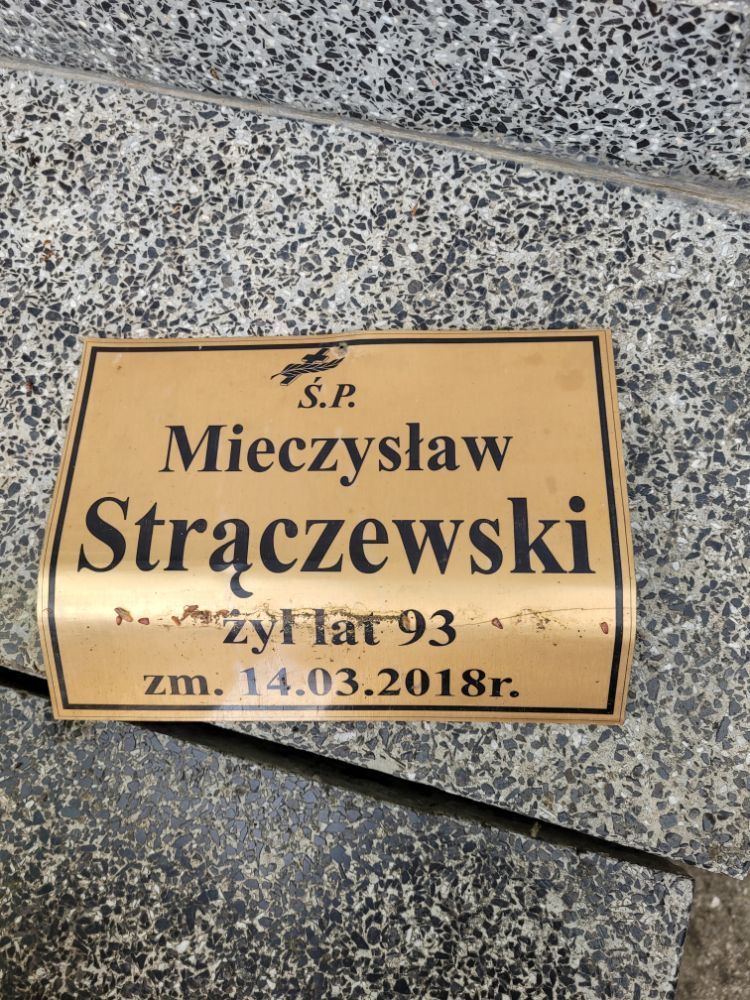 Ś.P.
Mieczysław
Strączewski
żył lat 93
zm. 14.03.2018r.